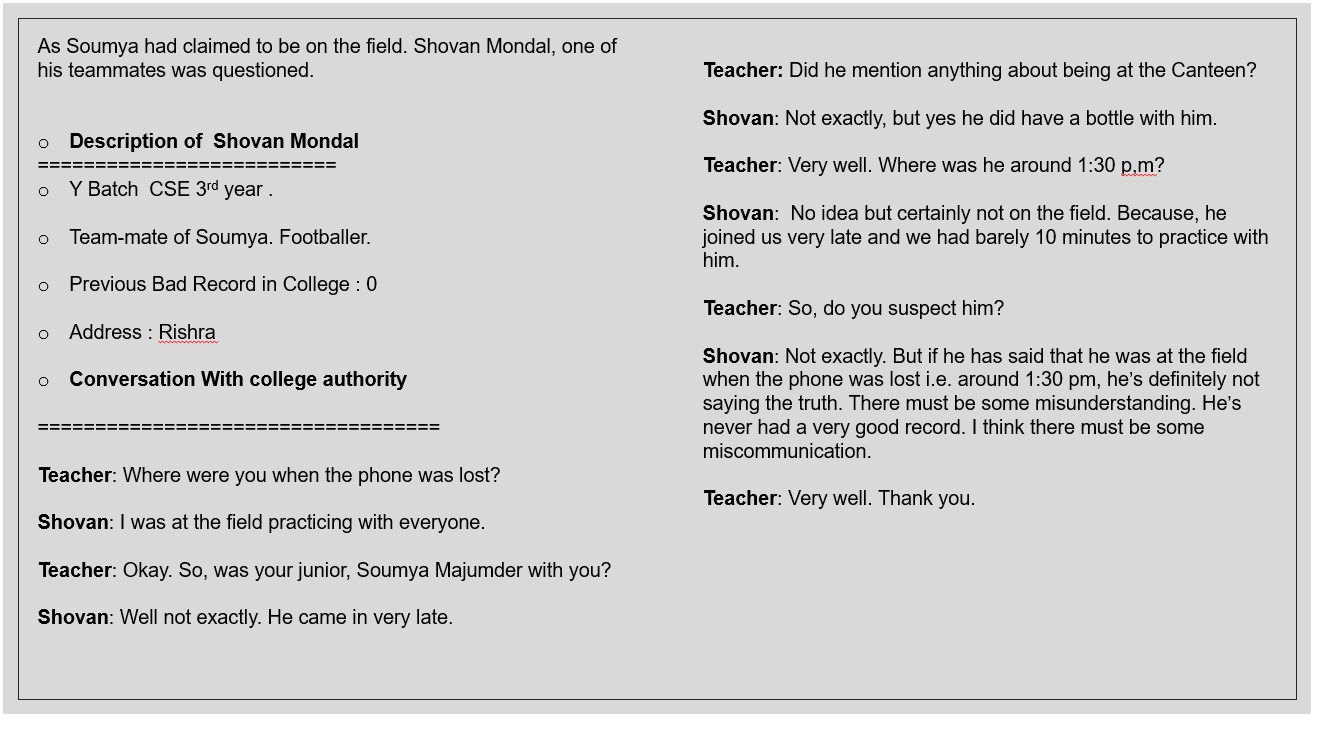 As Soumya had claimed to be on the field. Shovan Mondal, one of
his teammates was questioned.
o Description of  Shovan Mondal
==========================
o Y Batch  CSE 3rd year .
o Team-mate of Soumya. Footballer.
o Previous Bad Record in College : 0
o Address : Rishra
o Conversation With college authority
===================================
Teacher: Where were you when the phone was lost?
Shovan: I was at the field practicing with everyone.
Teacher: Okay. So, was your junior, Soumya Majumder with you?
Shovan: Well not exactly. He came in very late.
Teacher: Did he mention anything about being at the Canteen?
Shovan: Not exactly, but yes he did have a bottle with him.
Teacher: Very well. Where was he around 1:30 p,m?
Shovan:  No idea but certainly not on the field. Because, he
joined us very late and we had barely 10 minutes to practice with
him.
Teacher: So, do you suspect him?
Shovan: Not exactly. But if he has said that he was at the field
when the phone was lost i.e. around 1:30 pm, he’s definitely not
saying the truth. There must be some misunderstanding. He’s
never had a very good record. I think there must be some
miscommunication.
Teacher: Very well. Thank you.